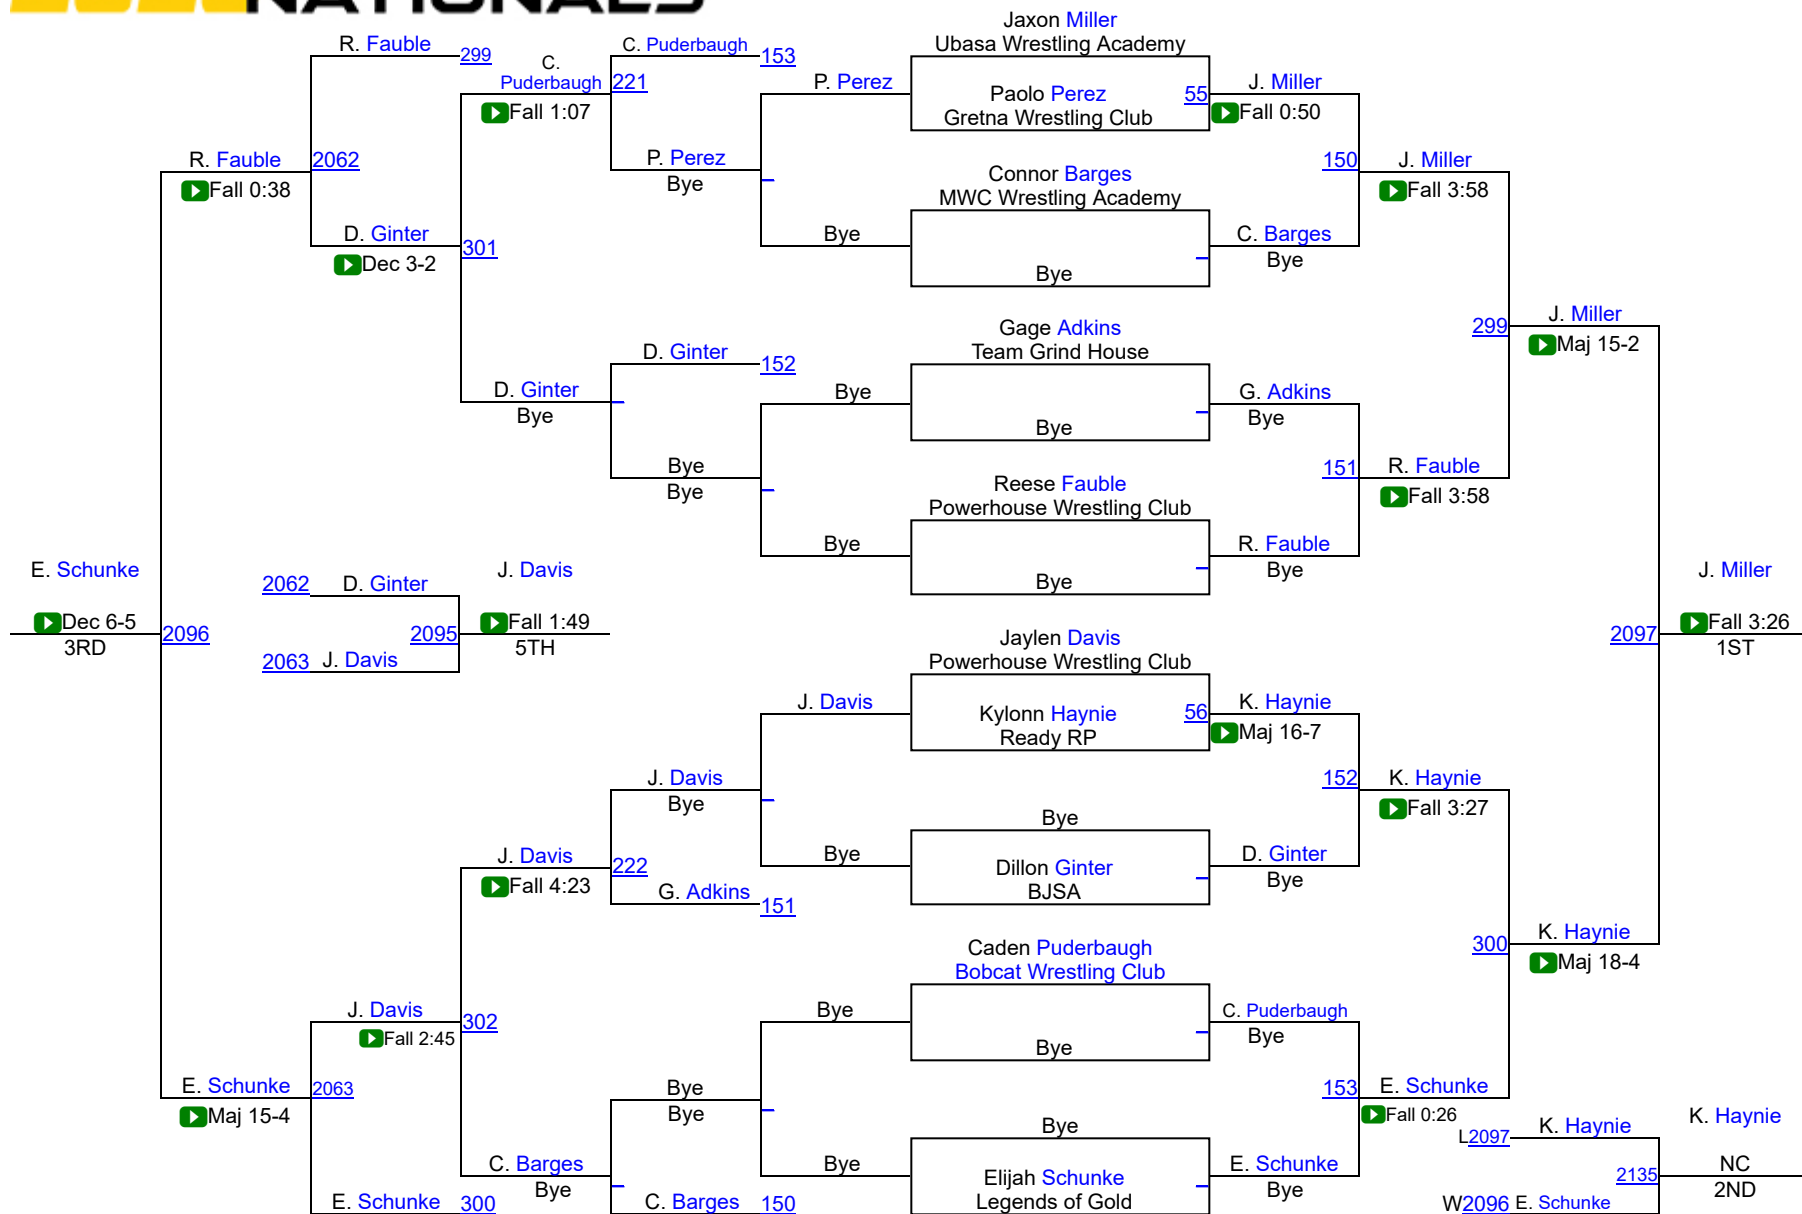 NATIONALS
Jaxon Miller
Ubasa Wrestling Academy
R. Fauble
299
C. Puderbaugh
221
Fall 1:07
C. Puderbaugh
153
P. Perez
Paolo Perez
Gretna Wrestling Club
55
J. Miller
Fall 0:50
R. Fauble
2062
Fall 0:38
P. Perez
Bye
Connor Barges
MWC Wrestling Academy
150
J. Miller
Fall 3:58
D. Ginter
301
Dec 3-2
Bye
Bye
C. Barges
Bye
Gage Adkins
Team Grind House
299
J. Miller
Maj 15-2
D. Ginter
152
D. Ginter
Bye
Bye
Bye
G. Adkins
Bye
Bye
Bye
Reese Fauble
Powerhouse Wrestling Club
151
R. Fauble
Fall 3:58
Bye
Bye
R. Fauble
Bye
E. Schunke
Dec 6-5
3RD
2096
2062
D. Ginter
2063
J. Davis
2095
J. Davis
Fall 1:49
5TH
J. Miller
2097
Fall 3:26
1ST
Jaylen Davis
Powerhouse Wrestling Club
J. Davis
Kylonn Haynie
Ready RP
56
K. Haynie
Maj 16-7
J. Davis
Bye
152
K. Haynie
Fall 3:27
J. Davis
222
Fall 4:23
G. Adkins
151
Bye
Bye
Dillon Ginter
BJSA
D. Ginter
Bye
Caden Puderbaugh
Bobcat Wrestling Club
300
K. Haynie
Maj 18-4
J. Davis
302
Fall 2:45
Bye
Bye
C. Puderbaugh
Bye
E. Schunke
2063
Maj 15-4
Bye
Bye
153
E. Schunke
Fall 0:26
Bye
Bye
Elijah Schunke
Legends of Gold
E. Schunke
Bye
C. Barges
Bye
E. Schunke
300
C. Barges
150
L2097
K. Haynie
W2096
E. Schunke
2135
K. Haynie
NC
2ND